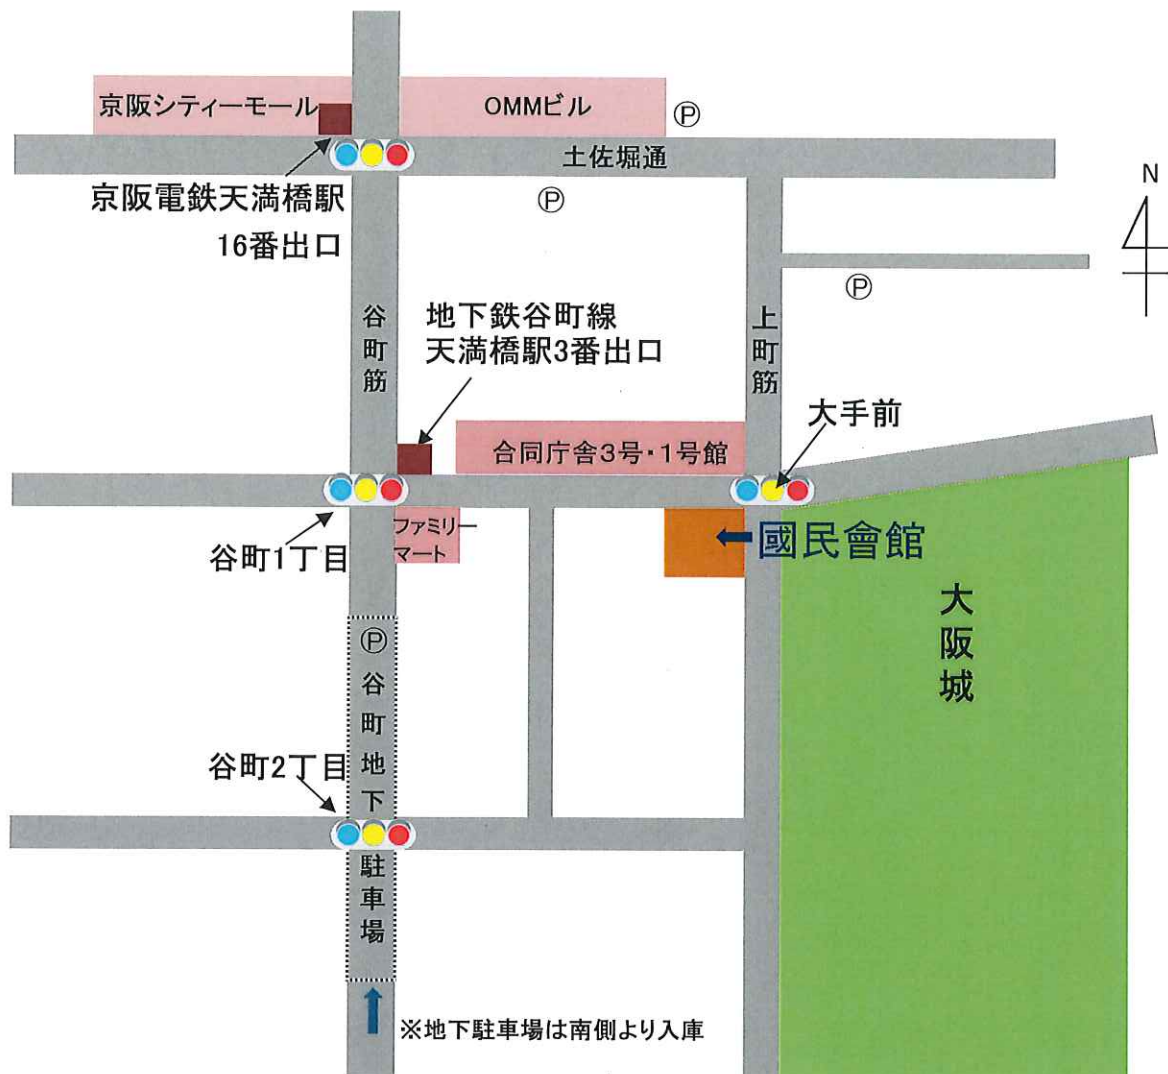 京阪シティーモール
OMMビル
Ⓟ
土佐堀通
京阪電鉄天満橋駅
16番出口
Ⓟ
N
Ⓟ
谷町筋
地下鉄谷町線
天満橋駅3番出口
上町筋
大手前
合同庁舎3号・1号館
ファミリー
マート
谷町1丁目
國民會館
大阪城
Ⓟ谷町地下駐車場
谷町2丁目
※地下駐車場は南側より入庫